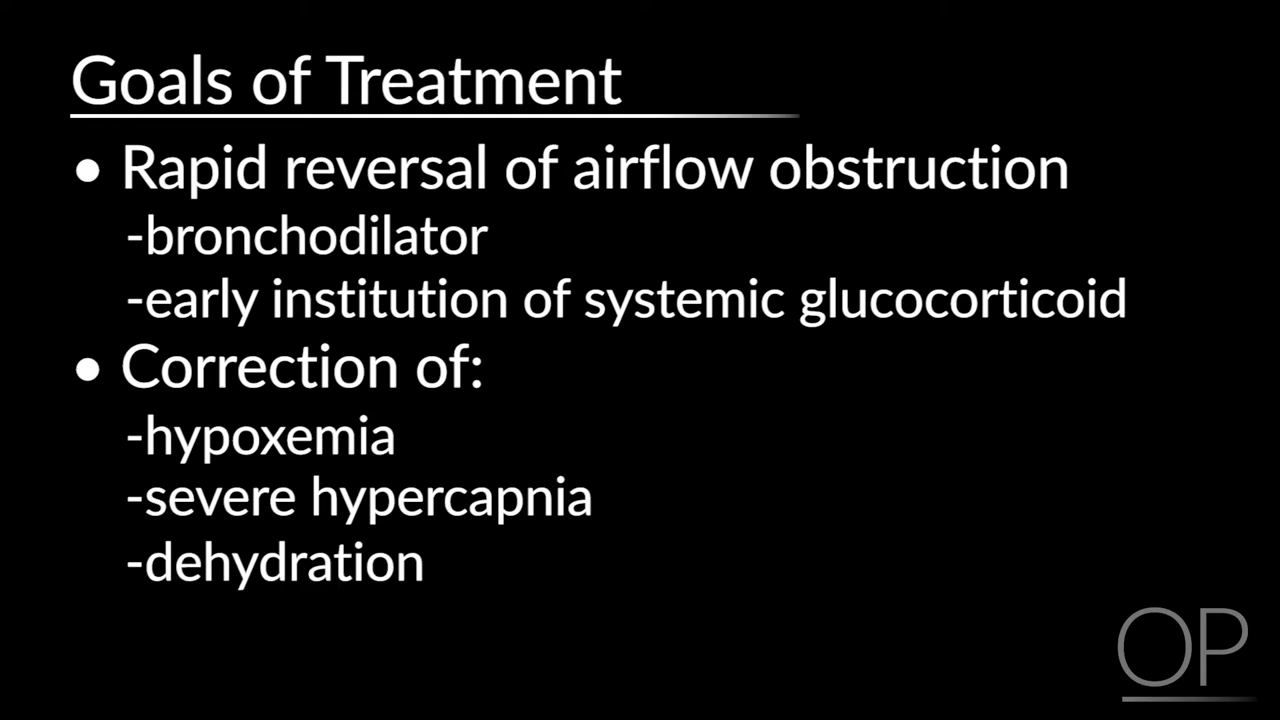 Goals of Treatment
• Rapid reversal of airflow obstruction
-bronchodilator
-early institution of systemic glucocorticoid
• Correction of:
-hypoxemia
-severe hypercapnia
-dehydration
OP